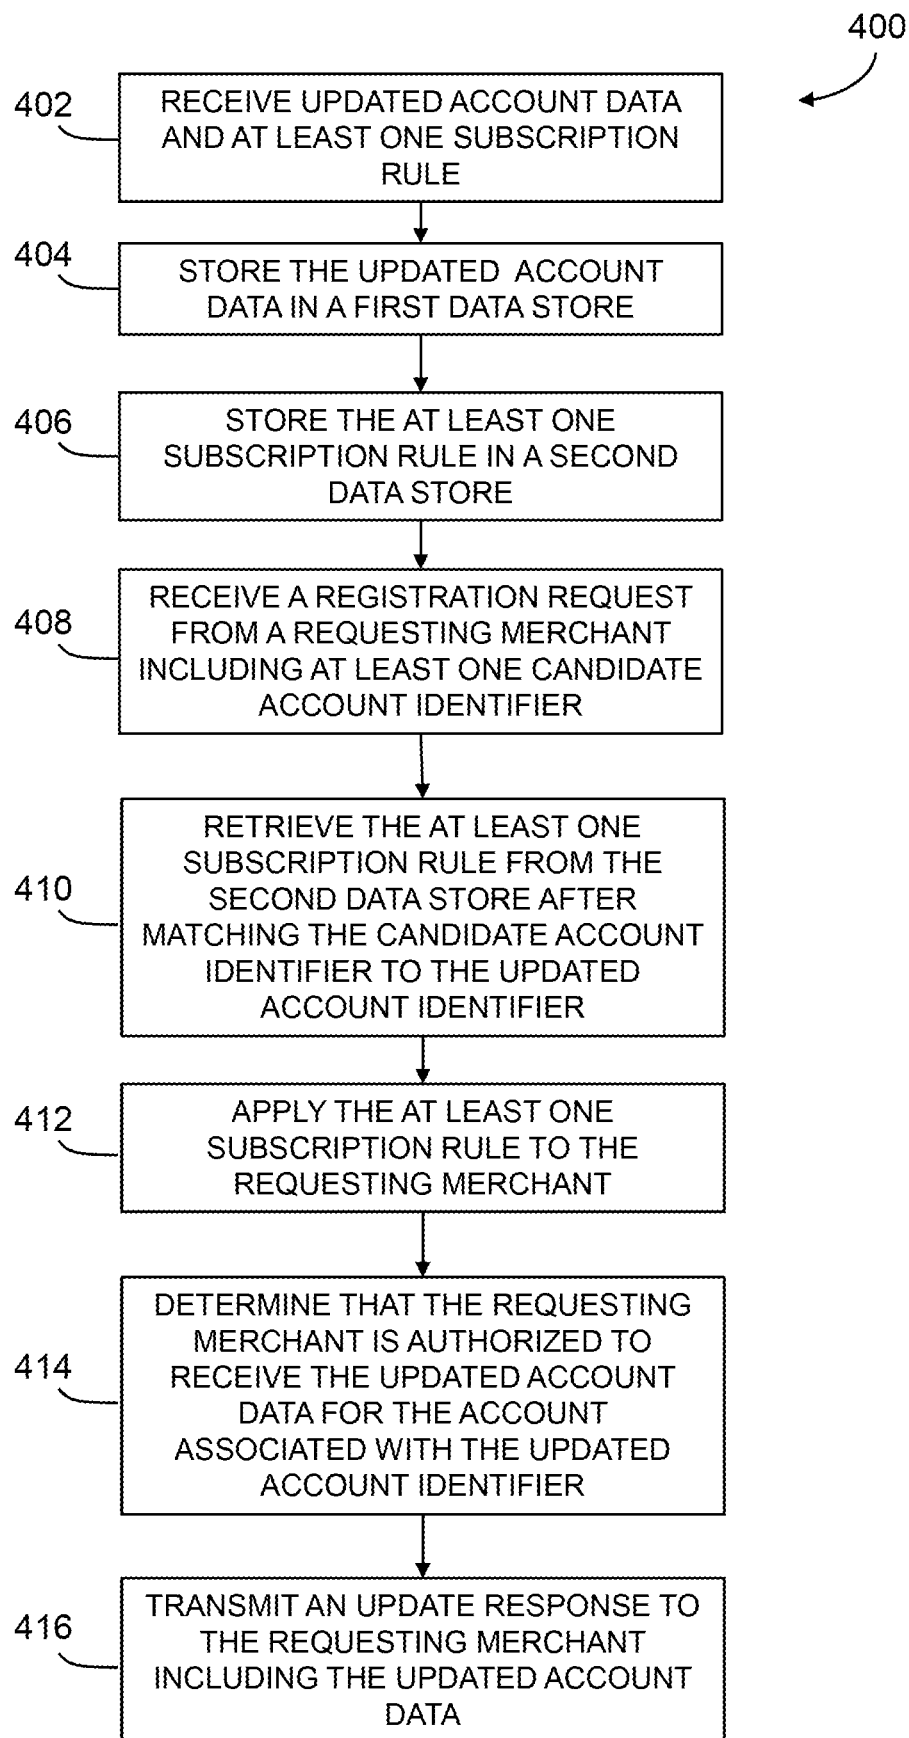 400
402
RECEIVE UPDATED ACCOUNT DATA
AND AT LEAST ONE SUBSCRIPTION
RULE
404
STORE THE UPDATED ACCOUNT
DATA IN A FIRST DATA STORE
406
STORE THE AT LEAST ONE
SUBSCRIPTION RULE IN A SECOND
DATA STORE
408
RECEIVE A REGISTRATION REQUEST
FROM A REQUESTING MERCHANT
INCLUDING AT LEAST ONE CANDIDATE
ACCOUNT IDENTIFIER
410
RETRIEVE THE AT LEAST ONE
SUBSCRIPTION RULE FROM THE
SECOND DATA STORE AFTER
MATCHING THE CANDIDATE ACCOUNT
IDENTIFIER TO THE UPDATED
ACCOUNT IDENTIFIER
412
APPLY THE AT LEAST ONE
SUBSCRIPTION RULE TO THE
REQUESTING MERCHANT
414
DETERMINE THAT THE REQUESTING
MERCHANT IS AUTHORIZED TO
RECEIVE THE UPDATED ACCOUNT
DATA FOR THE ACCOUNT
ASSOCIATED WITH THE UPDATED
ACCOUNT IDENTIFIER
416
TRANSMIT AN UPDATE RESPONSE TO
THE REQUESTING MERCHANT
INCLUDING THE UPDATED ACCOUNT
DATA